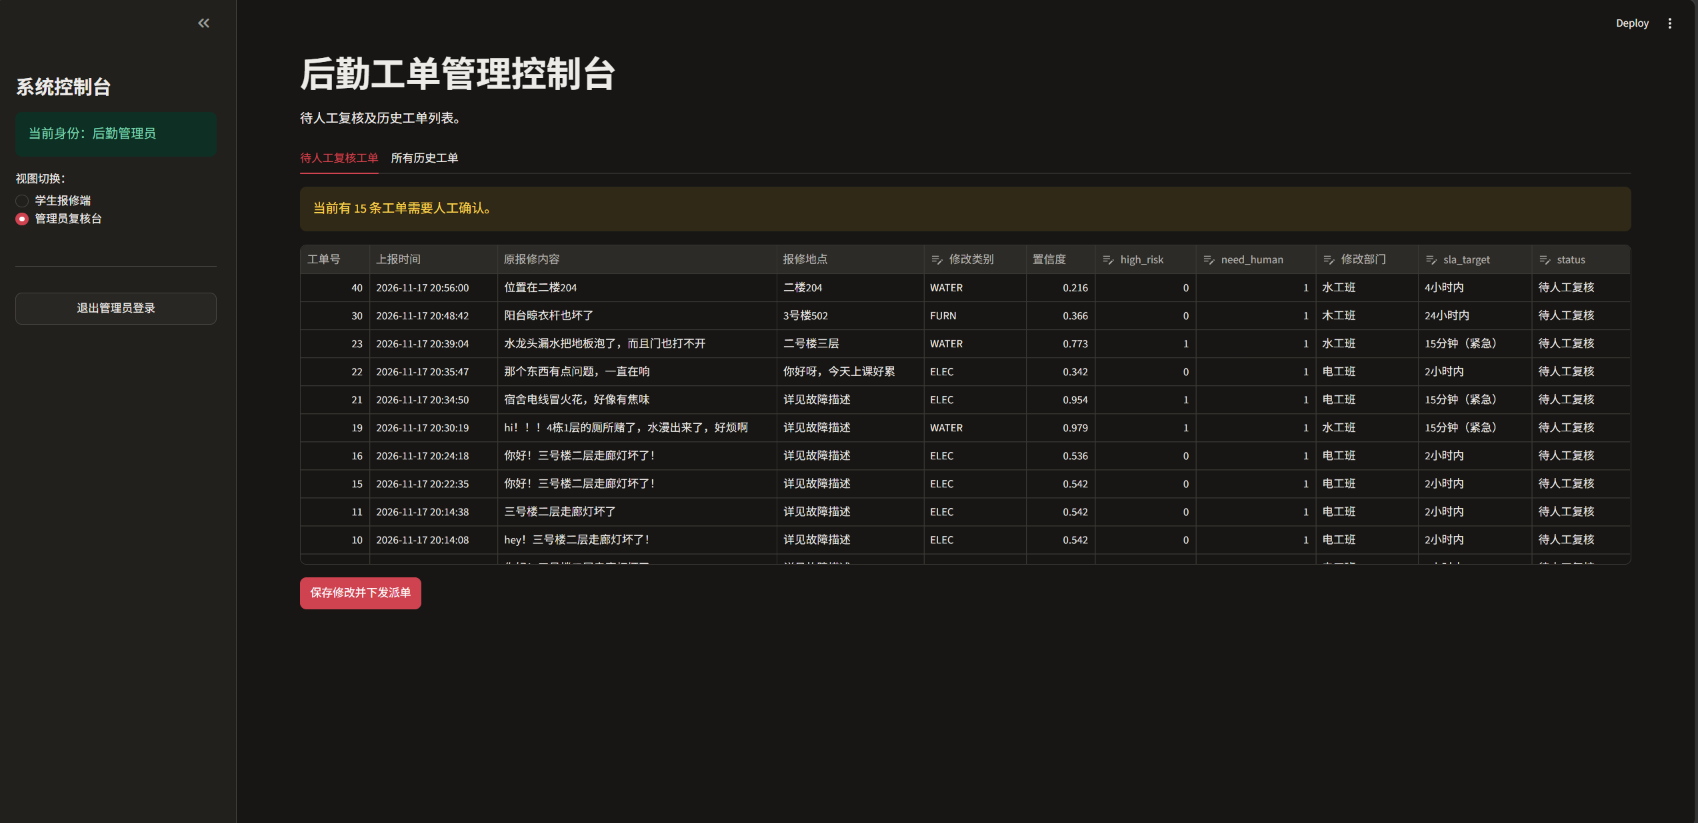 Deploy
系统控制台
当前身份：后勤管理员
视图切换：
学生报修端
管理员复核台
退出管理员登录
后勤工单管理控制台
待人工复核及历史工单列表。
待人工复核工单 所有历史工单
当前有 15 条工单需要人工确认。
工单号 上报时间 原报修内容 报修地点 修改类别 置信度 high_risk need_human 修改部门 sla_target status
40 2026-11-17 20:56:00 位置在二楼204 二楼204 WATER 0.216 0 1 水工班 4小时内 待人工复核
30 2026-11-17 20:48:42 阳台晾衣杆也坏了 3号楼502 FURN 0.366 0 1 木工班 24小时内 待人工复核
23 2026-11-17 20:39:04 水龙头漏水把地板泡了，而且门也打不开 二号楼三层 WATER 0.773 1 1 水工班 15分钟（紧急） 待人工复核
22 2026-11-17 20:35:47 那个东西有点问题，一直在响 你好呀，今天上课好累 ELEC 0.342 0 1 电工班 2小时内 待人工复核
21 2026-11-17 20:34:50 宿舍电线冒火花，好像有焦味 详见故障描述 ELEC 0.954 1 1 电工班 15分钟（紧急） 待人工复核
19 2026-11-17 20:30:19 hi！！！4栋1层的厕所赌了，水漫出来了，好烦啊 详见故障描述 WATER 0.979 1 1 水工班 15分钟（紧急） 待人工复核
16 2026-11-17 20:24:18 你好！三号楼二层走廊灯坏了！ 详见故障描述 ELEC 0.536 0 1 电工班 2小时内 待人工复核
15 2026-11-17 20:22:35 你好！三号楼二层走廊灯坏了！ 详见故障描述 ELEC 0.542 0 1 电工班 2小时内 待人工复核
11 2026-11-17 20:14:38 三号楼二层走廊灯坏了 详见故障描述 ELEC 0.542 0 1 电工班 2小时内 待人工复核
10 2026-11-17 20:14:08 hey！三号楼二层走廊灯坏了！ 详见故障描述 ELEC 0.542 0 1 电工班 2小时内 待人工复核
保存修改并下发派单